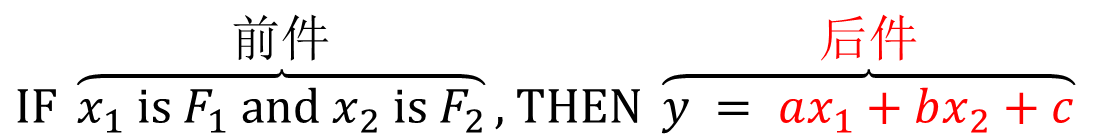 前件 后件
IF x₁ is F₁ and x₂ is F₂, THEN y = ax₁ + bx₂ + c